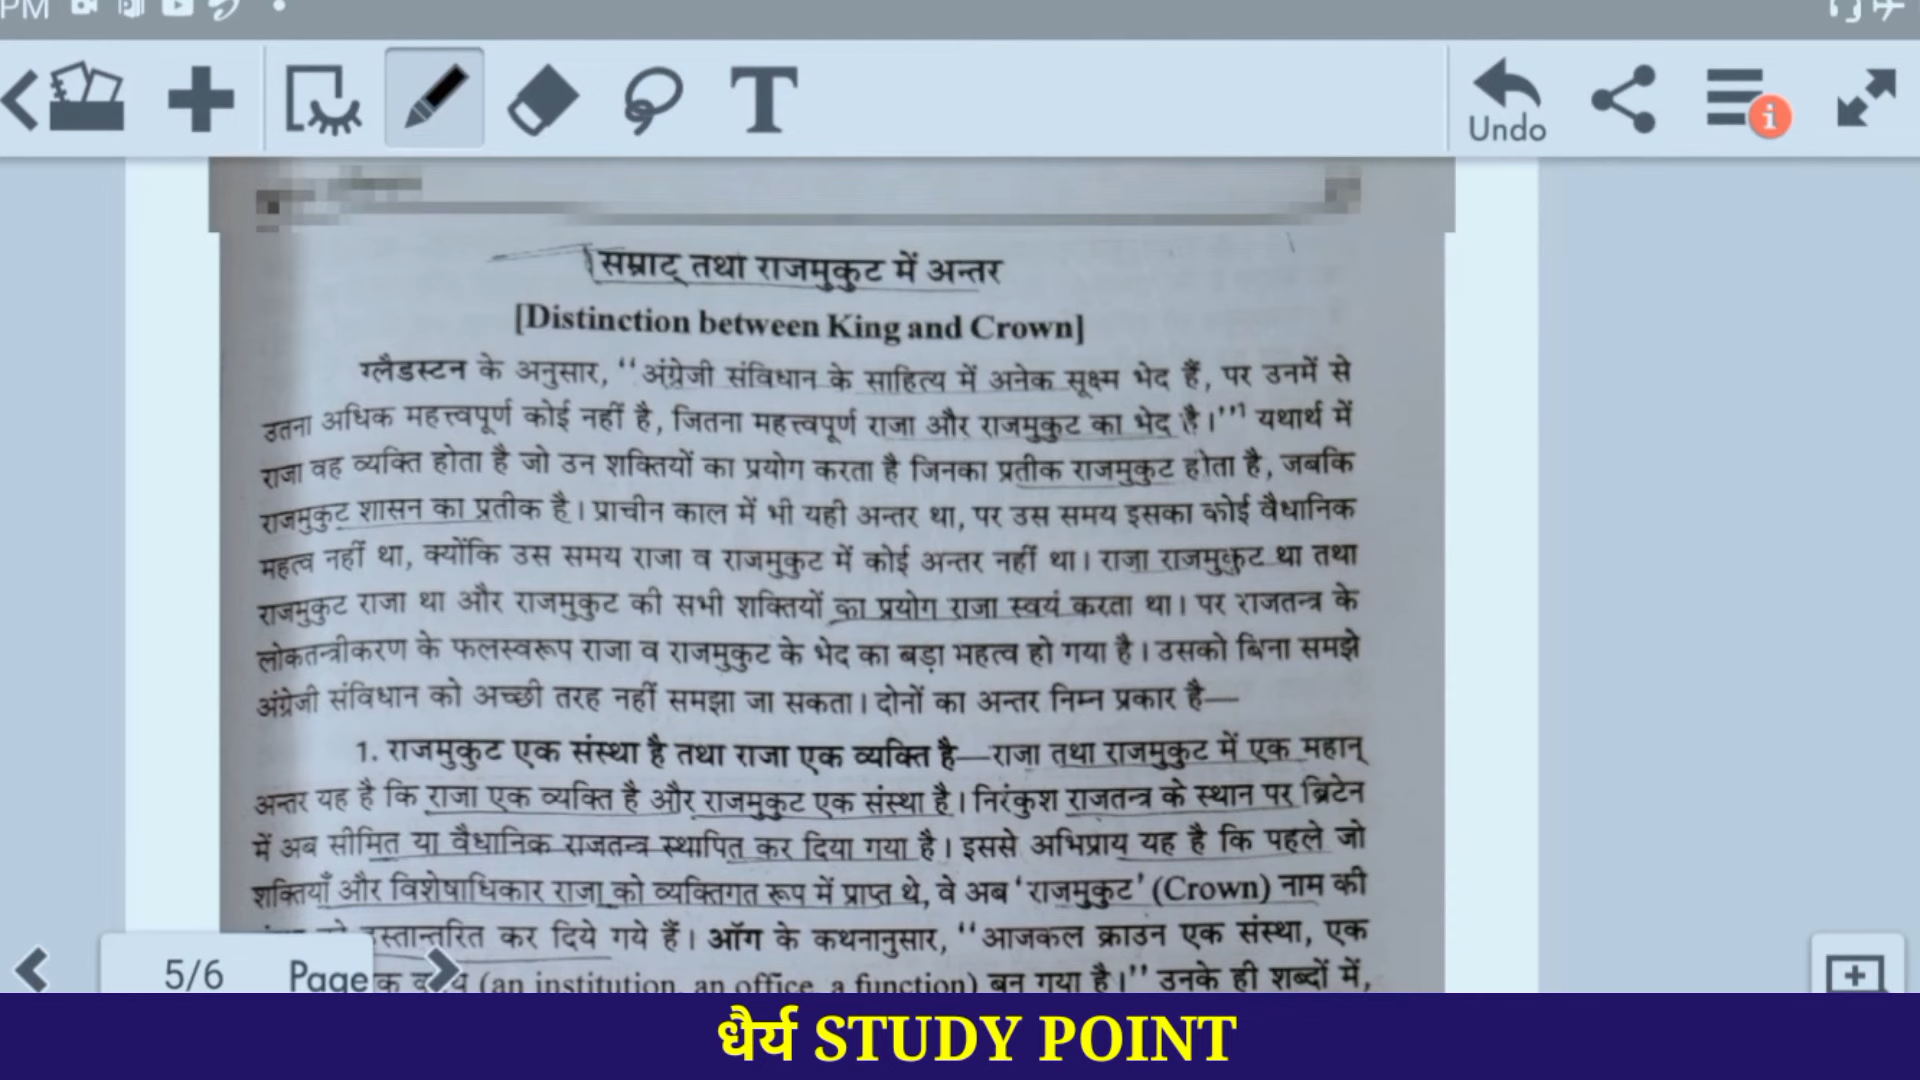 PM
Undo
सम्राट् तथा राजमुकुट में अन्तर
[Distinction between King and Crown]
ग्लैडस्टन के अनुसार, ‘‘अंग्रेजी संविधान के साहित्य में अनेक सूक्ष्म भेद हैं, पर उनमें से
उतना अधिक महत्त्वपूर्ण कोई नहीं है, जितना महत्त्वपूर्ण राजा और राजमुकुट का भेद है।’’1 यथार्थ में
राजा वह व्यक्ति होता है जो उन शक्तियों का प्रयोग करता है जिनका प्रतीक राजमुकुट होता है, जबकि
राजमुकुट शासन का प्रतीक है। प्राचीन काल में भी यही अन्तर था, पर उस समय इसका कोई वैधानिक
महत्व नहीं था, क्योंकि उस समय राजा व राजमुकुट में कोई अन्तर नहीं था। राजा राजमुकुट था तथा
राजमुकुट राजा था और राजमुकुट की सभी शक्तियों का प्रयोग राजा स्वयं करता था। पर राजतन्त्र के
लोकतन्त्रीकरण के फलस्वरूप राजा व राजमुकुट के भेद का बड़ा महत्व हो गया है। उसको बिना समझे
अंग्रेजी संविधान को अच्छी तरह नहीं समझा जा सकता। दोनों का अन्तर निम्न प्रकार है—
1. राजमुकुट एक संस्था है तथा राजा एक व्यक्ति है—राजा तथा राजमुकुट में एक महान्
अन्तर यह है कि राजा एक व्यक्ति है और राजमुकुट एक संस्था है। निरंकुश राजतन्त्र के स्थान पर ब्रिटेन
में अब सीमित या वैधानिक राजतन्त्र स्थापित कर दिया गया है। इससे अभिप्राय यह है कि पहले जो
शक्तियाँ और विशेषाधिकार राजा को व्यक्तिगत रूप में प्राप्त थे, वे अब ‘राजमुकुट’ (Crown) नाम की
हस्तान्तरित कर दिये गये हैं। ऑग के कथनानुसार, ‘‘आजकल क्राउन एक संस्था, एक
(an institution, an office, a function) बन गया है।’’ उनके ही शब्दों में,
5/6 Page
धैर्य STUDY POINT